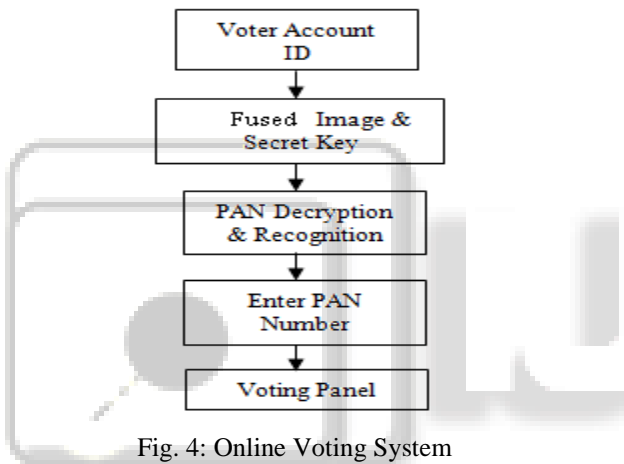 Voter Account
ID
Fused Image &
Secret Key
PAN Decryption
& Recognition
Enter PAN
Number
Voting Panel
Fig. 4: Online Voting System